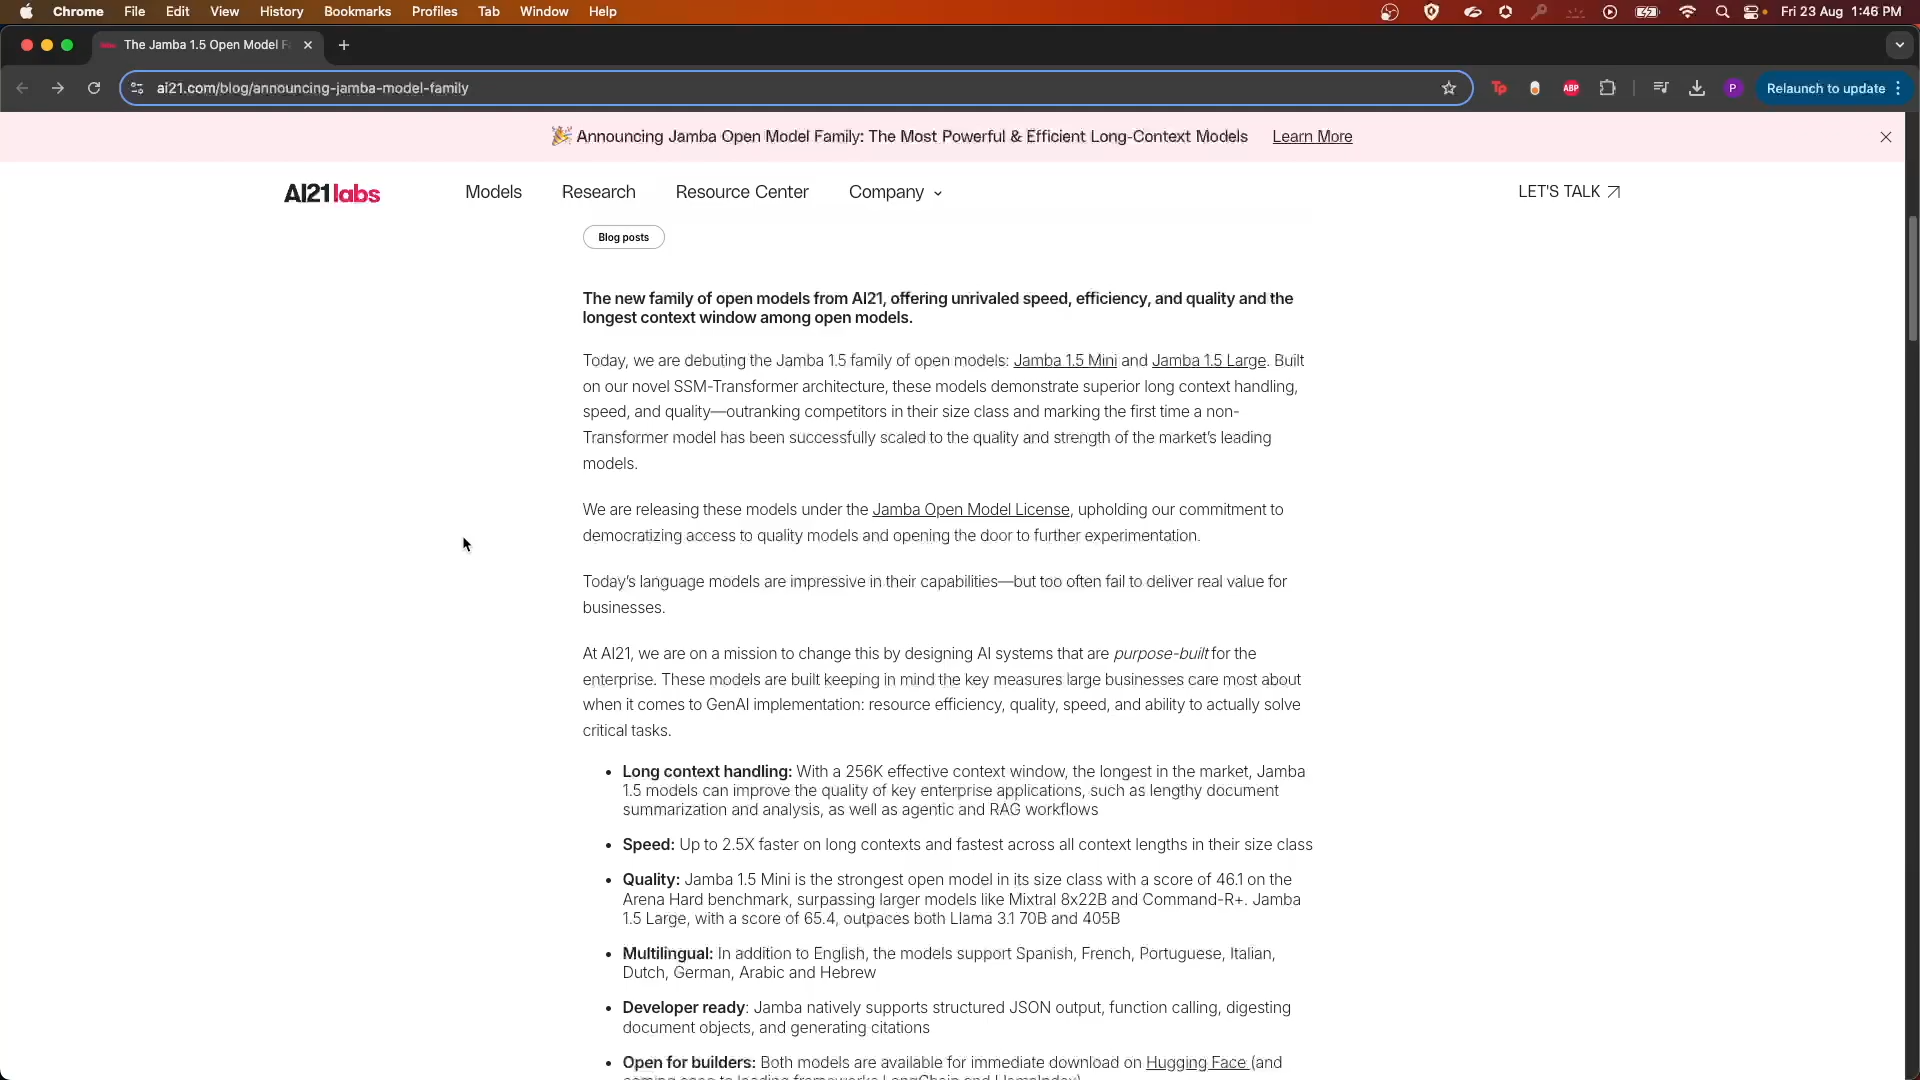 Chrome File Edit View History Bookmarks Profiles Tab Window Help Fri 23 Aug 1:46 PM
The Jamba 1.5 Open Model F
ai21.com/blog/announcing-jamba-model-family Tp ABP P Relaunch to update
🎉 Announcing Jamba Open Model Family: The Most Powerful & Efficient Long-Context Models Learn More
AI21labs Models Research Resource Center Company LET'S TALK
Blog posts
The new family of open models from AI21, offering unrivaled speed, efficiency, and quality and the
longest context window among open models.
Today, we are debuting the Jamba 1.5 family of open models: Jamba 1.5 Mini and Jamba 1.5 Large. Built
on our novel SSM-Transformer architecture, these models demonstrate superior long context handling,
speed, and quality—outranking competitors in their size class and marking the first time a non-
Transformer model has been successfully scaled to the quality and strength of the market's leading
models.
We are releasing these models under the Jamba Open Model License, upholding our commitment to
democratizing access to quality models and opening the door to further experimentation.
Today's language models are impressive in their capabilities—but too often fail to deliver real value for
businesses.
At AI21, we are on a mission to change this by designing AI systems that are purpose-built for the
enterprise. These models are built keeping in mind the key measures large businesses care most about
when it comes to GenAI implementation: resource efficiency, quality, speed, and ability to actually solve
critical tasks.
• Long context handling: With a 256K effective context window, the longest in the market, Jamba
1.5 models can improve the quality of key enterprise applications, such as lengthy document
summarization and analysis, as well as agentic and RAG workflows
• Speed: Up to 2.5X faster on long contexts and fastest across all context lengths in their size class
• Quality: Jamba 1.5 Mini is the strongest open model in its size class with a score of 46.1 on the
Arena Hard benchmark, surpassing larger models like Mixtral 8x22B and Command-R+. Jamba
1.5 Large, with a score of 65.4, outpaces both Llama 3.1 70B and 405B
• Multilingual: In addition to English, the models support Spanish, French, Portuguese, Italian,
Dutch, German, Arabic and Hebrew
• Developer ready: Jamba natively supports structured JSON output, function calling, digesting
document objects, and generating citations
• Open for builders: Both models are available for immediate download on Hugging Face (and